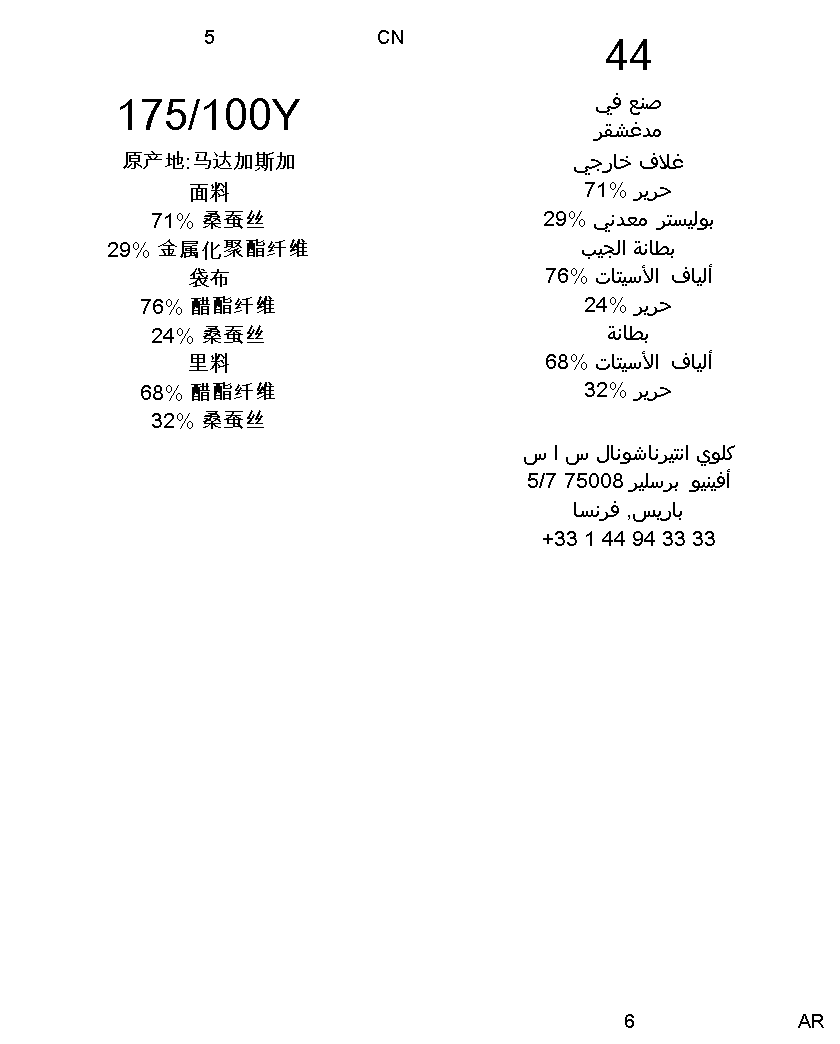 5
CN
175/100Y
原产地:马达加斯加
面料
71% 桑蚕丝
29% 金属化聚酯纤维
袋布
76% 醋酯纤维
24% 桑蚕丝
里料
68% 醋酯纤维
32% 桑蚕丝
44
صنع في
مدغشقر
غلاف خارجي
حرير %71
بوليستر معدني %29
بطانة الجيب
ألياف الأسيتات %76
حرير %24
بطانة
ألياف الأسيتات %68
حرير %32
كلوي انتيرناشونال س ا س
أفينيو برسلير 75008 5/7
باريس, فرنسا
+33 1 44 94 33 33
6
AR